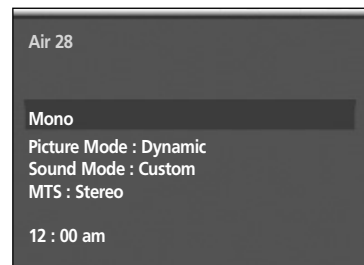 Air 28
Mono
Picture Mode : Dynamic
Sound Mode : Custom
MTS : Stereo
12 : 00 am